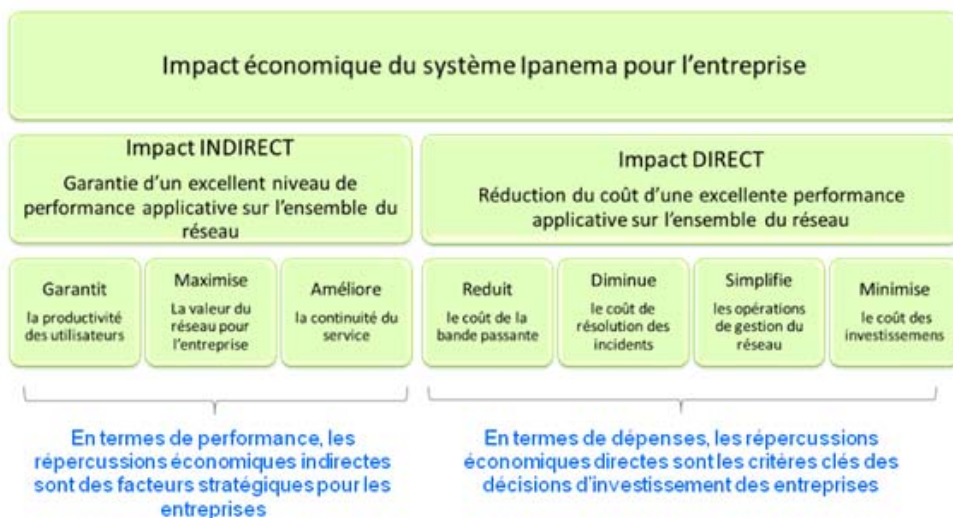 Impact économique du système Ipanema pour l'entreprise
Impact INDIRECT
Garantie d'un excellent niveau de
performance applicative sur l'ensemble du
réseau
Impact DIRECT
Réduction du coût d'une excellente performance
applicative sur l'ensemble du réseau
Garantit
la productivité
des utilisateurs
Maximise
La valeur du
réseau pour
l'entreprise
Améliore
la continuité du
service
Reduit
le coût de la
bande passante
Diminue
le coût de
résolution des
incidents
Simplifie
les opérations
de gestion du
réseau
Minimise
le coût des
investissemens
En termes de performance, les
répercussions économiques indirectes
sont des facteurs stratégiques pour les
entreprises
En termes de dépenses, les répercussions
économiques directes sont les critères clés des
décisions d'investissement des entreprises